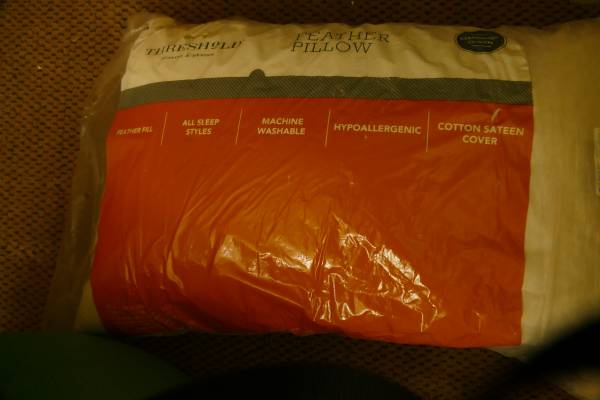 THRESHOLD
FEATHER
PILLOW
FEATHER FILL
ALL SLEEP
STYLES
MACHINE
WASHABLE
HYPOALLERGENIC
COTTON SATEEN
COVER